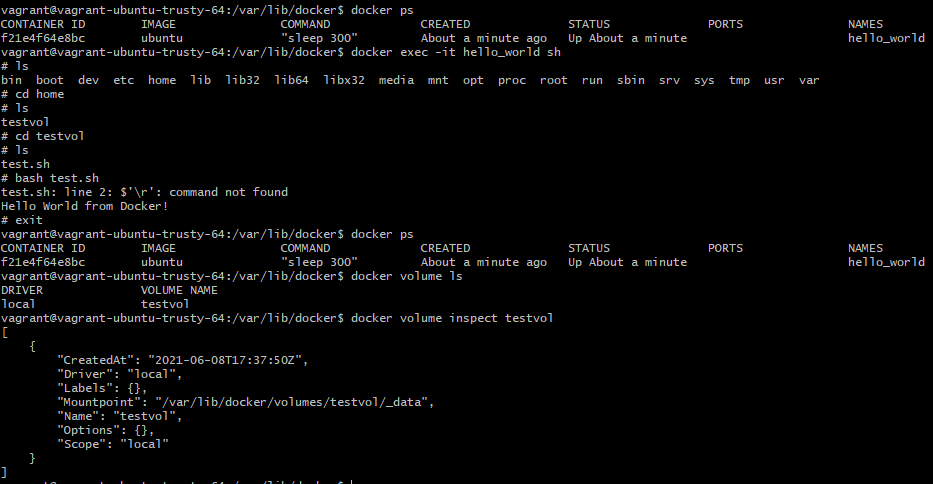 vagrant@vagrant-ubuntu-trusty-64:/var/lib/docker$ docker ps
CONTAINER ID IMAGE COMMAND CREATED STATUS PORTS NAMES
f21e4f64e8bc ubuntu "sleep 300" About a minute ago Up About a minute hello_world
vagrant@vagrant-ubuntu-trusty-64:/var/lib/docker$ docker exec -it hello_world sh
# ls
bin boot dev etc home lib lib32 lib64 libx32 media mnt opt proc root run sbin srv sys tmp usr var
# cd home
# ls
testvol
# cd testvol
# ls
test.sh
# bash test.sh
test.sh: line 2: $'\r': command not found
Hello World from Docker!
# exit
vagrant@vagrant-ubuntu-trusty-64:/var/lib/docker$ docker ps
CONTAINER ID IMAGE COMMAND CREATED STATUS PORTS NAMES
f21e4f64e8bc ubuntu "sleep 300" About a minute ago Up About a minute hello_world
vagrant@vagrant-ubuntu-trusty-64:/var/lib/docker$ docker volume ls
DRIVER VOLUME NAME
local testvol
vagrant@vagrant-ubuntu-trusty-64:/var/lib/docker$ docker volume inspect testvol
[
{
"CreatedAt": "2021-06-08T17:37:50Z",
"Driver": "local",
"Labels": {},
"Mountpoint": "/var/lib/docker/volumes/testvol/_data",
"Name": "testvol",
"Options": {},
"Scope": "local"
}
]